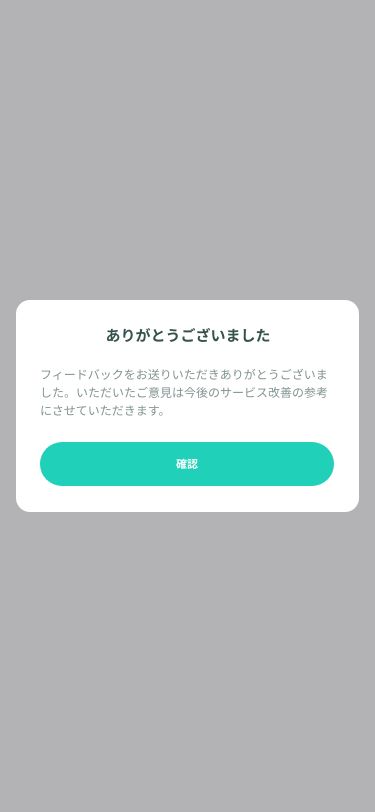 ありがとうございました
フィードバックをお送りいただきありがとうございま
した。いただいたご意見は今後のサービス改善の参考
にさせていただきます。
確認